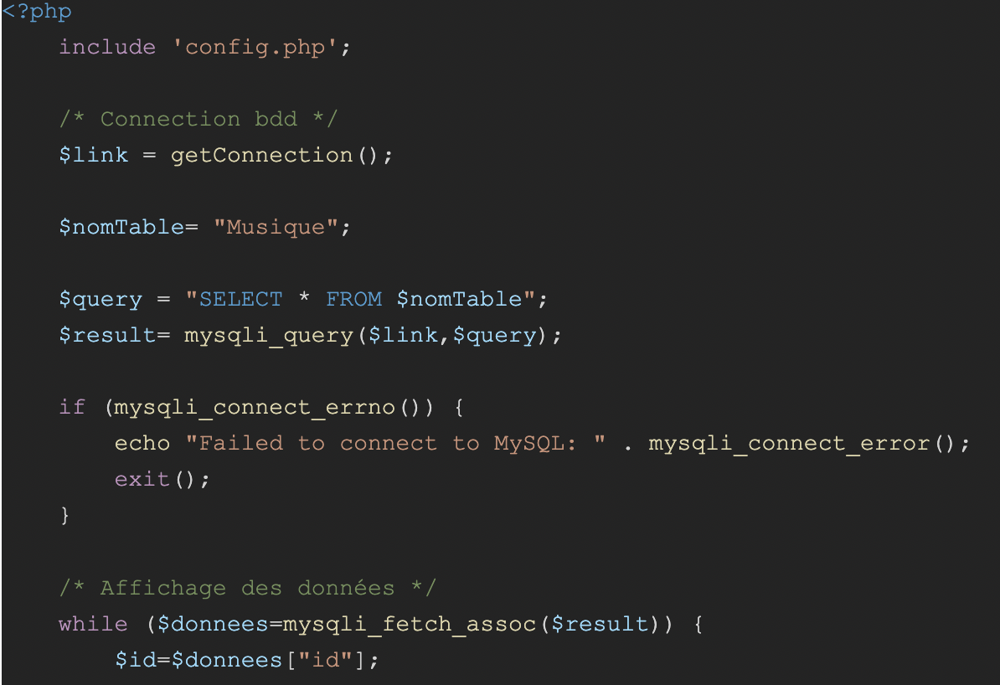 <?php
include 'config.php';
/* Connection bdd */
$link = getConnection();
$nomTable= "Musique";
$query = "SELECT * FROM $nomTable";
$result= mysqli_query($link,$query);
if (mysqli_connect_errno()) {
echo "Failed to connect to MySQL: " . mysqli_connect_error();
exit();
}
/* Affichage des données */
while ($donnees=mysqli_fetch_assoc($result)) {
$id=$donnees["id"];